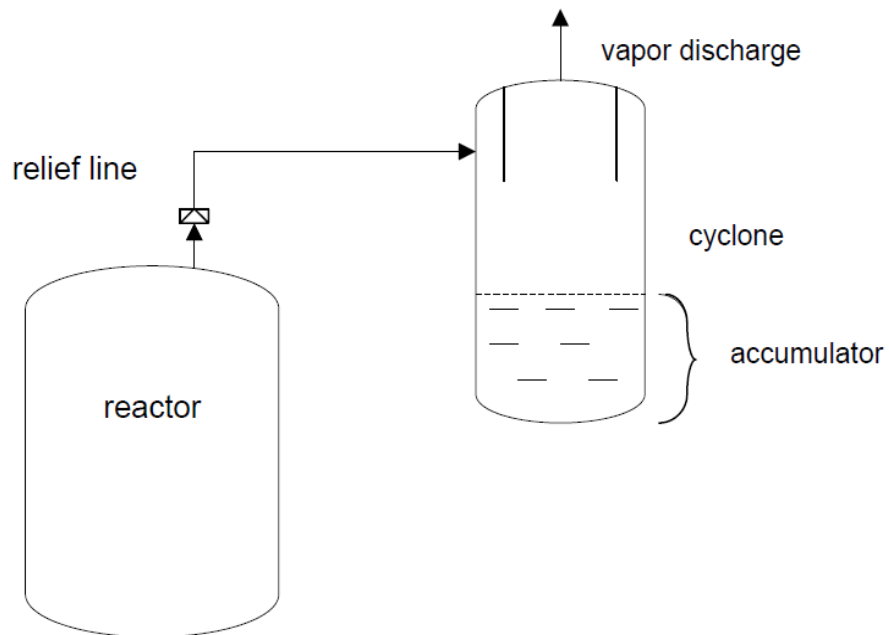 vapor discharge
relief line
cyclone
accumulator
reactor